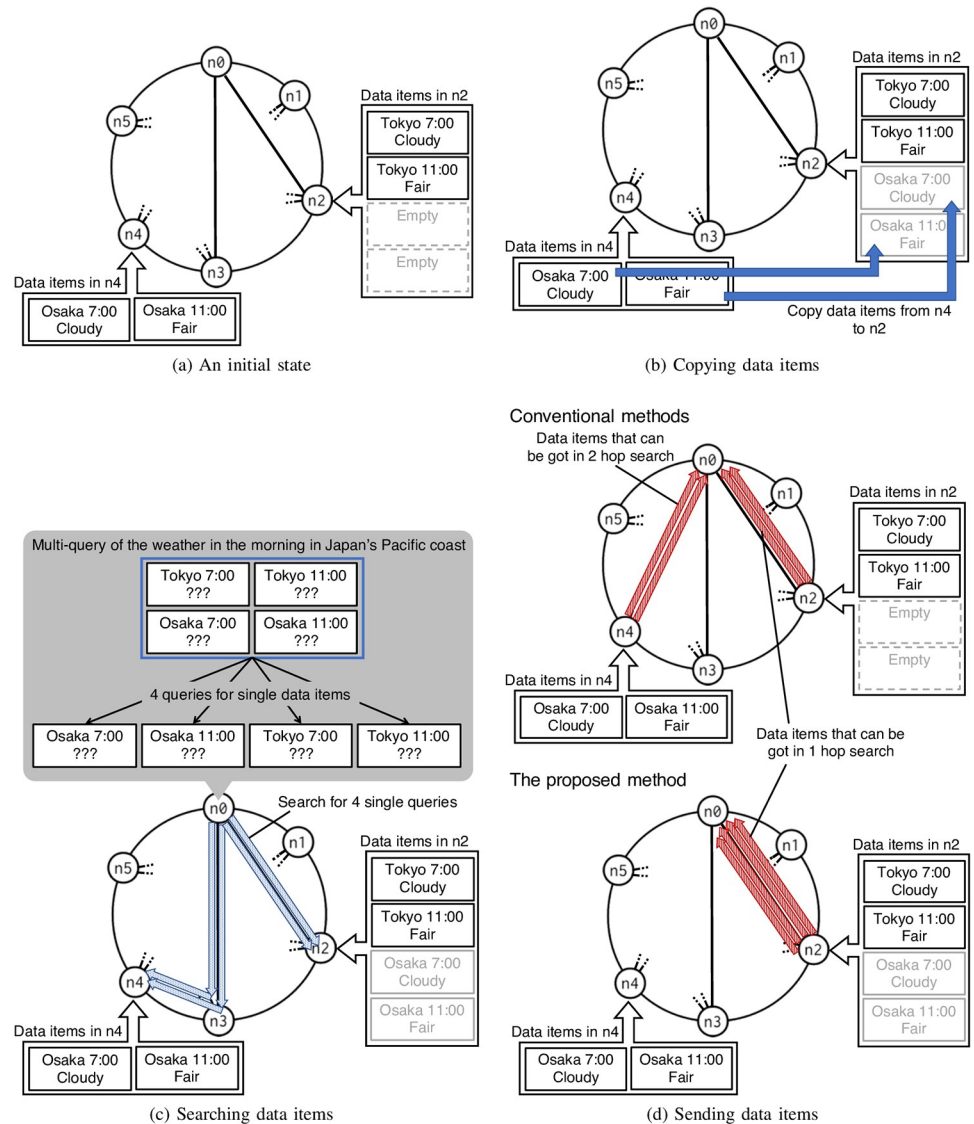 n0
n1
n5
Data items in n2
Tokyo 7:00
Cloudy
Tokyo 11:00
Fair
n2
Empty
Empty
n4
n3
Data items in n4
Osaka 7:00
Cloudy
Osaka 11:00
Fair
(a) An initial state
n0
n1
n5
Data items in n2
Tokyo 7:00
Cloudy
Tokyo 11:00
Fair
n2
Osaka 7:00
Cloudy
Osaka 11:00
Fair
n4
n3
Data items in n4
Osaka 7:00
Cloudy
Osaka 11:00
Fair
Copy data items from n4
to n2
(b) Copying data items
Multi-query of the weather in the morning in Japan's Pacific coast
Tokyo 7:00
???
Tokyo 11:00
???
Osaka 7:00
???
Osaka 11:00
???
4 queries for single data items
Osaka 7:00
???
Osaka 11:00
???
Tokyo 7:00
???
Tokyo 11:00
???
n0
Search for 4 single queries
n1
n5
Data items in n2
Tokyo 7:00
Cloudy
Tokyo 11:00
Fair
n2
Osaka 7:00
Cloudy
Osaka 11:00
Fair
n4
n3
Data items in n4
Osaka 7:00
Cloudy
Osaka 11:00
Fair
(c) Searching data items
Conventional methods
Data items that can
be got in 2 hop search
n0
n1
n5
Data items in n2
Tokyo 7:00
Cloudy
Tokyo 11:00
Fair
n2
Empty
Empty
n4
n3
Data items in n4
Osaka 7:00
Cloudy
Osaka 11:00
Fair
Data items that can be
got in 1 hop search
The proposed method
n0
n1
n5
Data items in n2
Tokyo 7:00
Cloudy
Tokyo 11:00
Fair
n2
Osaka 7:00
Cloudy
Osaka 11:00
Fair
n4
n3
Data items in n4
Osaka 7:00
Cloudy
Osaka 11:00
Fair
(d) Sending data items